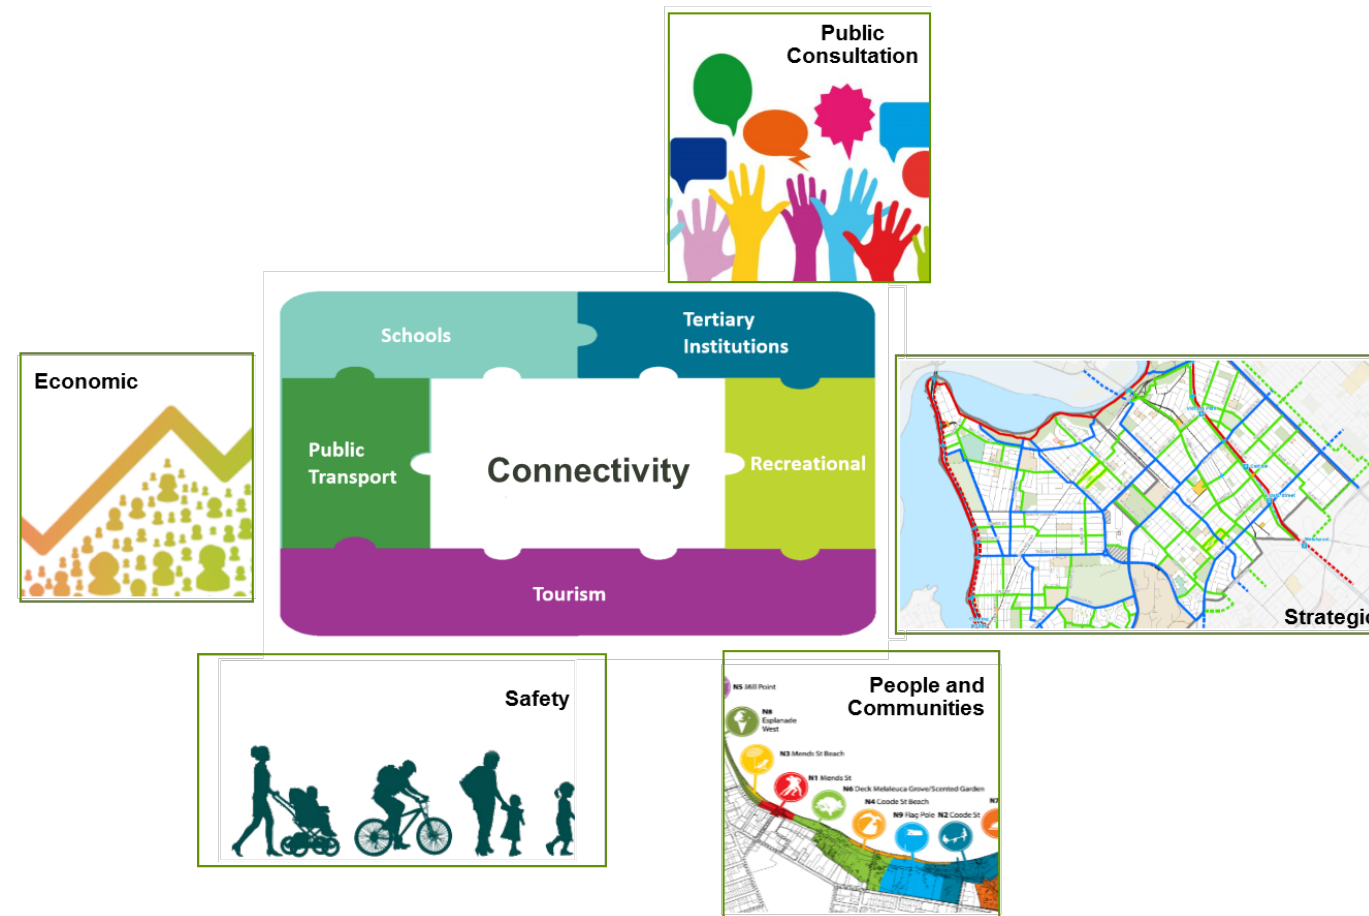 Public
Consultation
Schools
Tertiary
Institutions
Economic
Public
Transport
Connectivity
Recreational
Tourism
Strategic
Safety
People and
Communities
N5 Mill Point
N8
Esplanade
West
N3 Mends St Beach
N1 Mends St
N6 Deck Melaleuca Grove/Scented Garden
N4 Coode St Beach
N9 Flag Pole N2 Coode St
N7